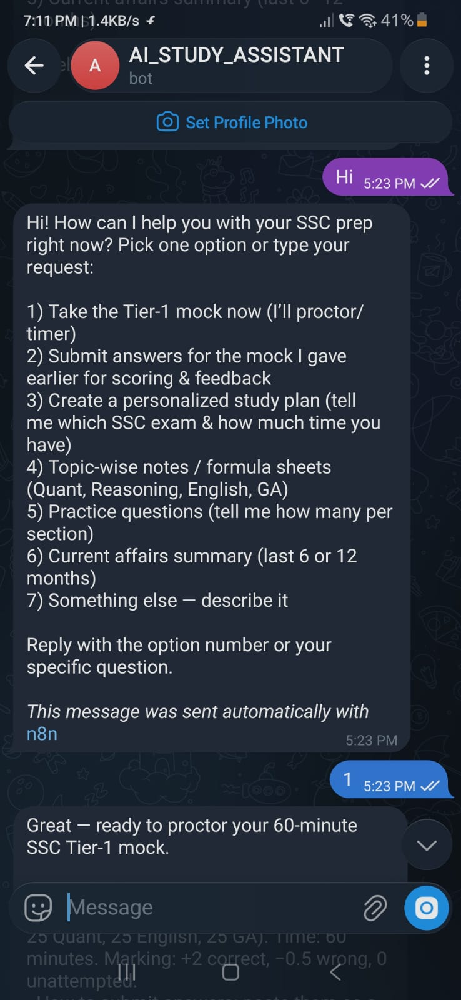 7:11 PM | 1.4KB/s
41%
A
AI_STUDY_ASSISTANT
bot
Set Profile Photo
Hi 5:23 PM
Hi! How can I help you with your SSC prep
right now? Pick one option or type your
request:
1) Take the Tier-1 mock now (I’ll proctor/
timer)
2) Submit answers for the mock I gave
earlier for scoring & feedback
3) Create a personalized study plan (tell
me which SSC exam & how much time you
have)
4) Topic-wise notes / formula sheets
(Quant, Reasoning, English, GA)
5) Practice questions (tell me how many per
section)
6) Current affairs summary (last 6 or 12
months)
7) Something else — describe it
Reply with the option number or your
specific question.
This message was sent automatically with
n8n
5:23 PM
1 5:23 PM
Great — ready to proctor your 60-minute
SSC Tier-1 mock.
Message
25 Quant, 25 English, 25 GA). Time: 60
minutes. Marking: +2 correct, −0.5 wrong, 0
unattempted.